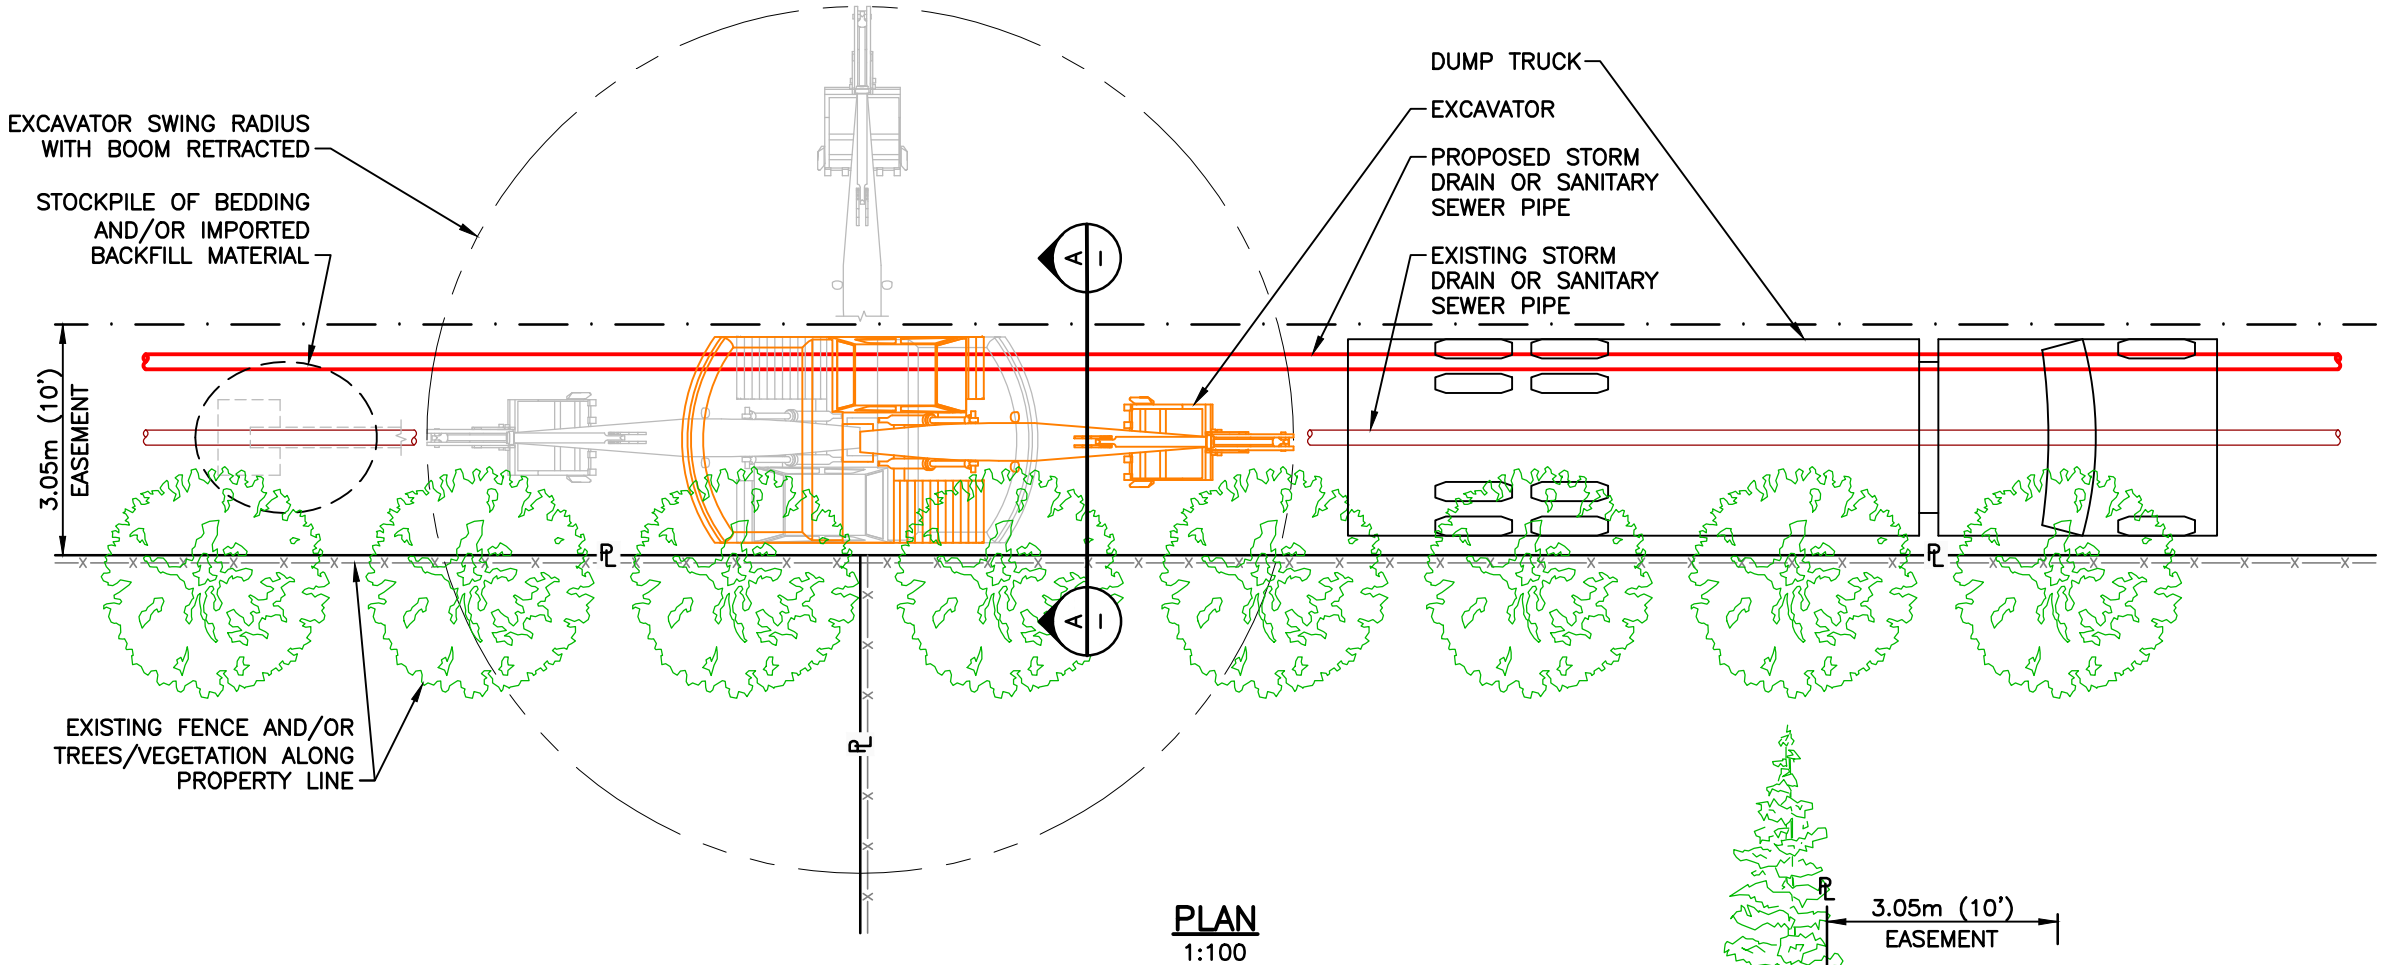 EXCAVATOR SWING RADIUS
WITH BOOM RETRACTED
STOCKPILE OF BEDDING
AND/OR IMPORTED
BACKFILL MATERIAL
DUMP TRUCK
EXCAVATOR
PROPOSED STORM
DRAIN OR SANITARY
SEWER PIPE
EXISTING STORM
DRAIN OR SANITARY
SEWER PIPE
A
–
3.05m (10')
EASEMENT
PL
PL
A
–
EXISTING FENCE AND/OR
TREES/VEGETATION ALONG
PROPERTY LINE
PL
PL
3.05m (10')
EASEMENT
PLAN
1:100